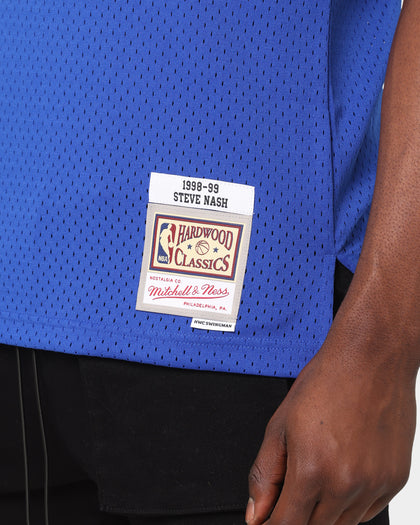 1998-99
STEVE NASH
NBA
HARDWOOD
CLASSICS
NOSTALGIA CO.
Mitchell & Ness
PHILADELPHIA, PA.
HWC SWINGMAN